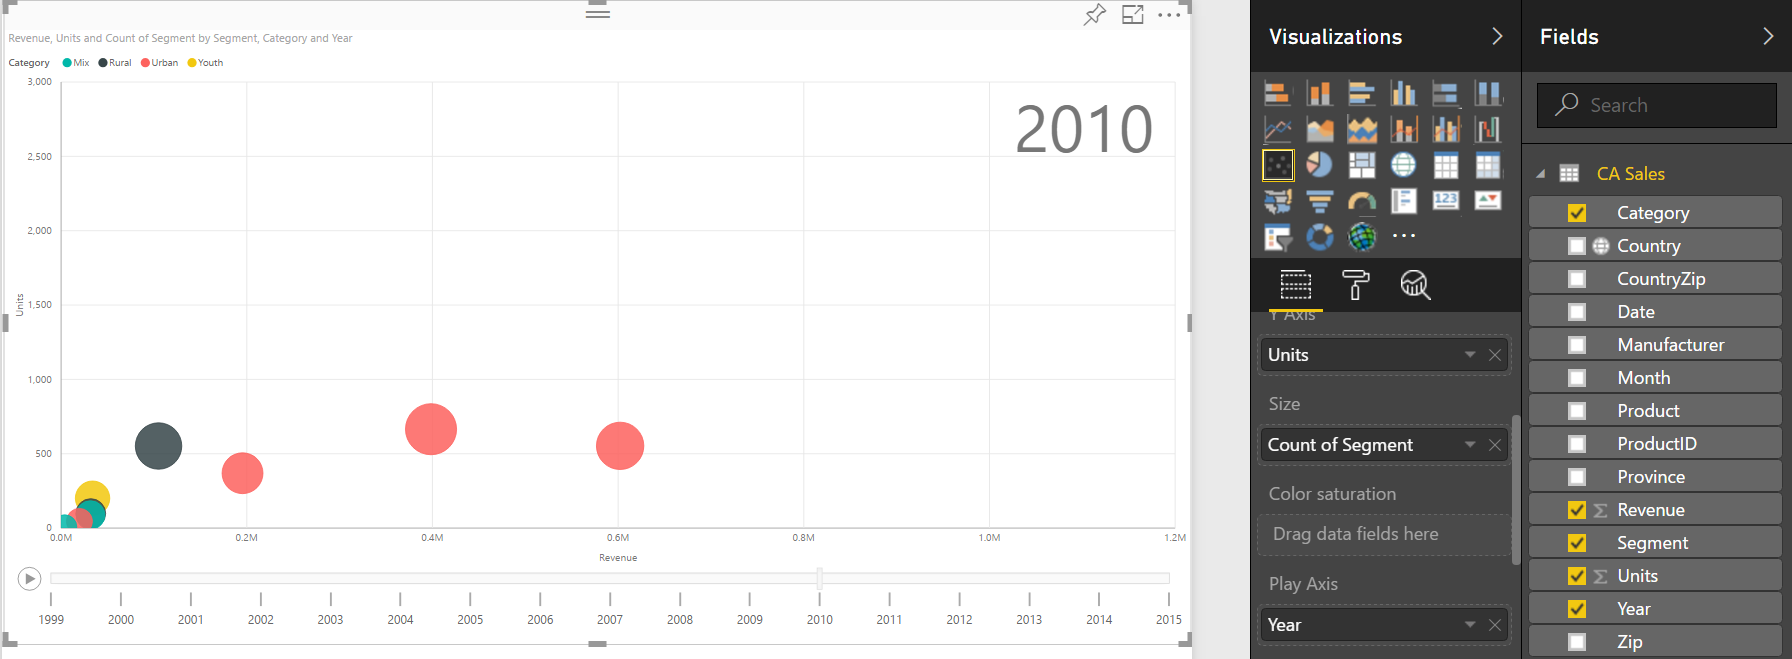 Revenue, Units and Count of Segment by Segment, Category and Year
Category Mix Rural Urban Youth
2010
3,000
2,500
2,000
1,500
1,000
500
0
Units
0.0M 0.2M 0.4M 0.6M 0.8M 1.0M 1.2M
Revenue
1999 2000 2001 2002 2003 2004 2005 2006 2007 2008 2009 2010 2011 2012 2013 2014 2015
Visualizations
123
Y Axis
Units
Size
Count of Segment
Color saturation
Drag data fields here
Play Axis
Year
Fields
Search
CA Sales
Category
Country
CountryZip
Date
Manufacturer
Month
Product
ProductID
Province
Σ Revenue
Segment
Σ Units
Year
Zip